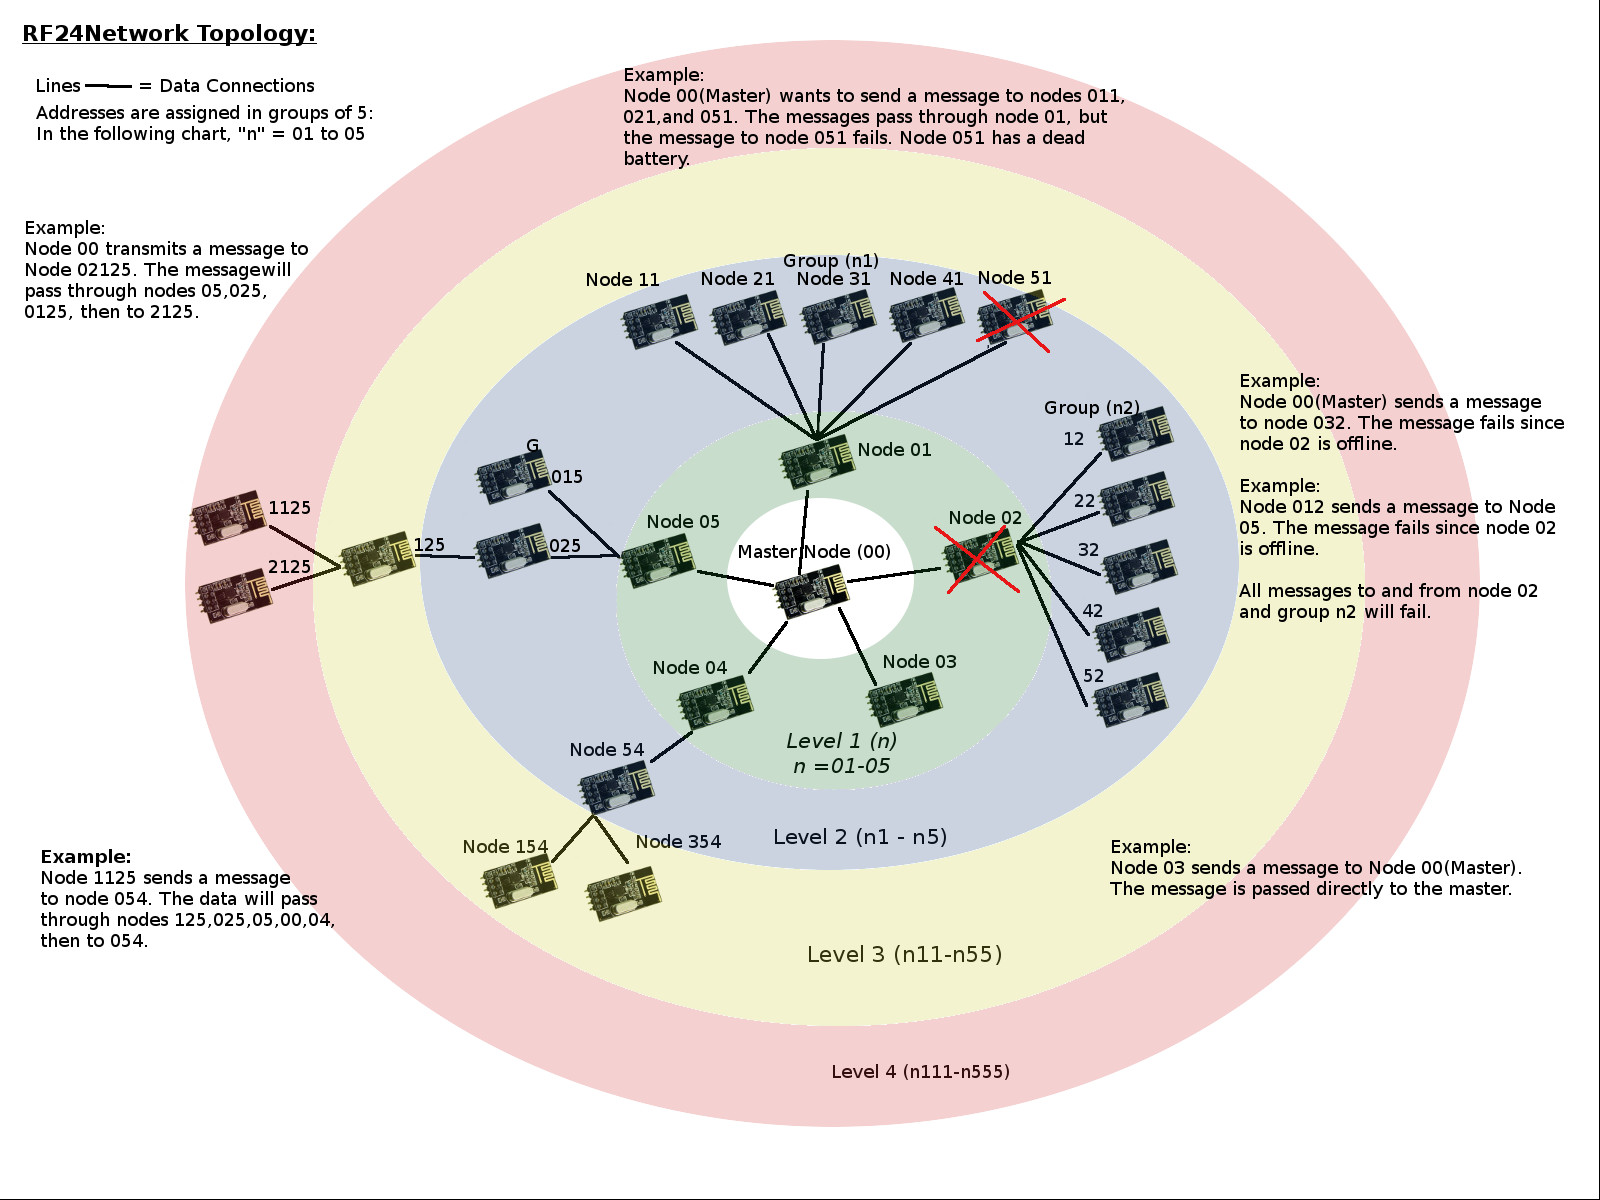 RF24Network Topology:
Lines = Data Connections
Addresses are assigned in groups of 5:
In the following chart, "n" = 01 to 05
Example:
Node 00(Master) wants to send a message to nodes 011,
021,and 051. The messages pass through node 01, but
the message to node 051 fails. Node 051 has a dead
battery.
Example:
Node 00 transmits a message to
Node 02125. The messagewill
pass through nodes 05,025,
0125, then to 2125.
Group (n1)
Node 11
Node 21
Node 31
Node 41
Node 51
Example:
Node 00(Master) sends a message
to node 032. The message fails since
node 02 is offline.
Example:
Node 012 sends a message to Node
05. The message fails since node 02
is offline.
All messages to and from node 02
and group n2 will fail.
Group (n2)
12
22
32
42
52
Node 01
G
015
1125
125
025
2125
Node 05
Node 02
Master Node (00)
Node 04
Node 03
Level 1 (n)
n =01-05
Node 54
Node 154
Node 354
Level 2 (n1 - n5)
Example:
Node 1125 sends a message
to node 054. The data will pass
through nodes 125,025,05,00,04,
then to 054.
Example:
Node 03 sends a message to Node 00(Master).
The message is passed directly to the master.
Level 3 (n11-n55)
Level 4 (n111-n555)